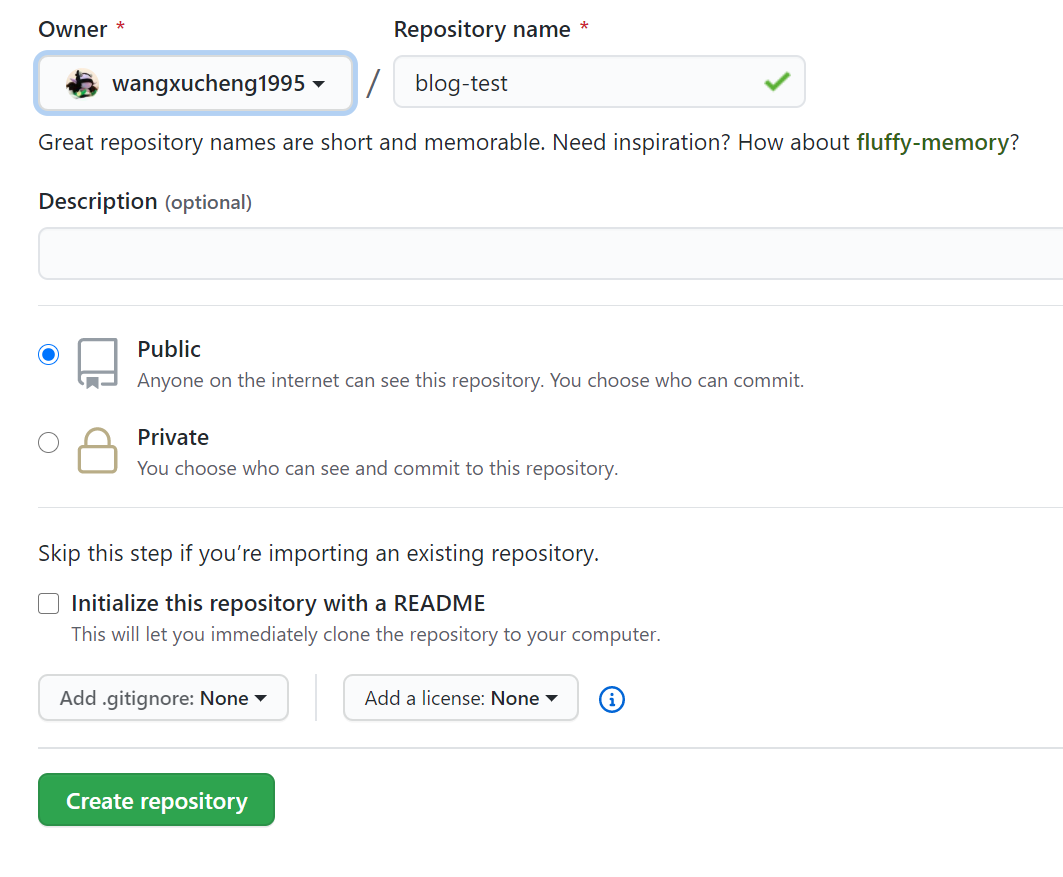 Owner * Repository name *
wangxucheng1995 / blog-test
Great repository names are short and memorable. Need inspiration? How about fluffy-memory?
Description (optional)
Public
Anyone on the internet can see this repository. You choose who can commit.
Private
You choose who can see and commit to this repository.
Skip this step if you’re importing an existing repository.
Initialize this repository with a README
This will let you immediately clone the repository to your computer.
Add .gitignore: None Add a license: None
Create repository